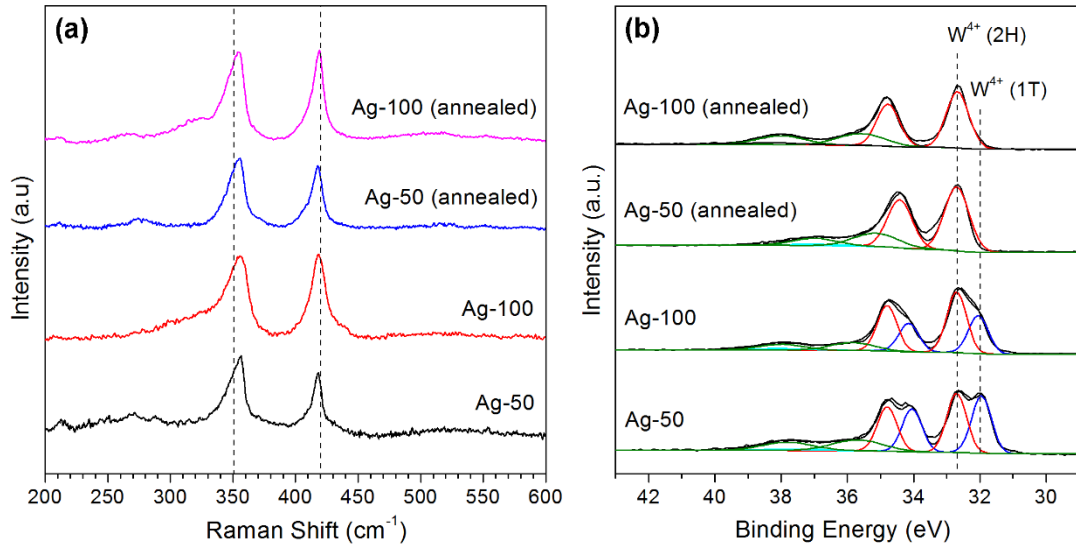 (a)
Ag-100 (annealed)
Ag-50 (annealed)
Ag-100
Ag-50
Intensity (a.u)
200 250 300 350 400 450 500 550 600
Raman Shift (cm⁻¹)
(b)
W⁴⁺ (2H)
W⁴⁺ (1T)
Ag-100 (annealed)
Ag-50 (annealed)
Ag-100
Ag-50
Intensity (a.u.)
42 40 38 36 34 32 30
Binding Energy (eV)